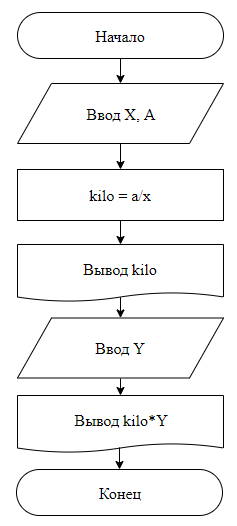 Начало
Ввод X, A
kilo = a/x
Вывод kilo
Ввод Y
Вывод kilo*Y
Конец